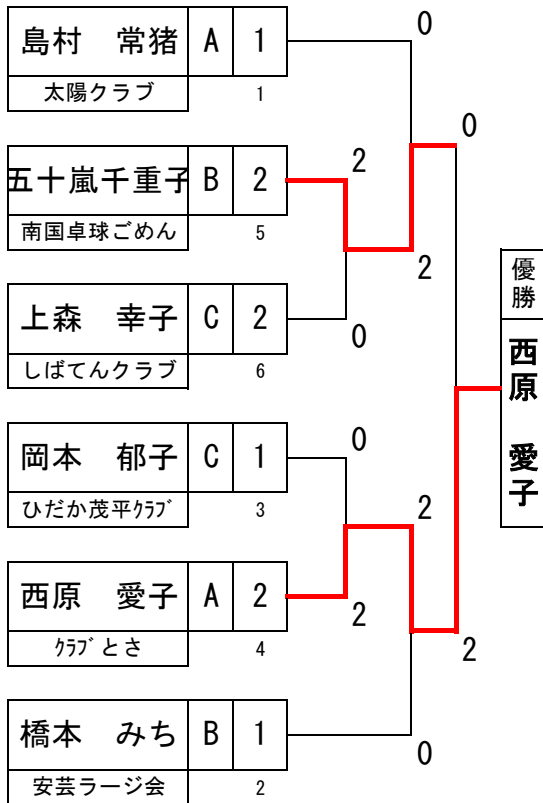 島村　常猪 A 1
太陽クラブ 1
0
0
五十嵐千重子 B 2
南国卓球ごめん 5
2
2
上森　幸子 C 2
しばてんクラブ 6
0
優勝
西原　愛子
岡本　郁子 C 1
ひだか茂平ｸﾗﾌﾞ 3
0
2
西原　愛子 A 2
ｸﾗﾌﾞとさ 4
2
2
橋本　みち B 1
安芸ラージ会 2
0